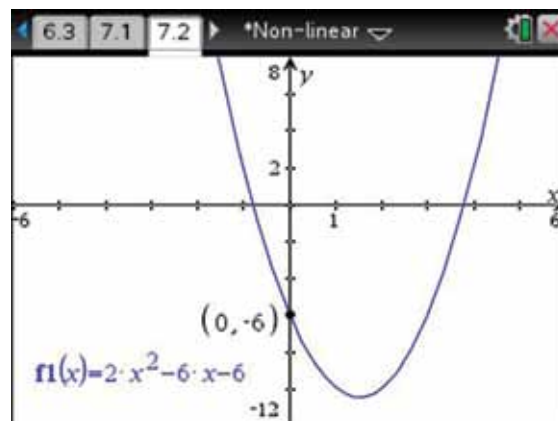 6.3 7.1 7.2 *Non-linear
8 y
2
-6 1 x 6
(0,-6)
f1(x)=2·x²-6·x-6
-12